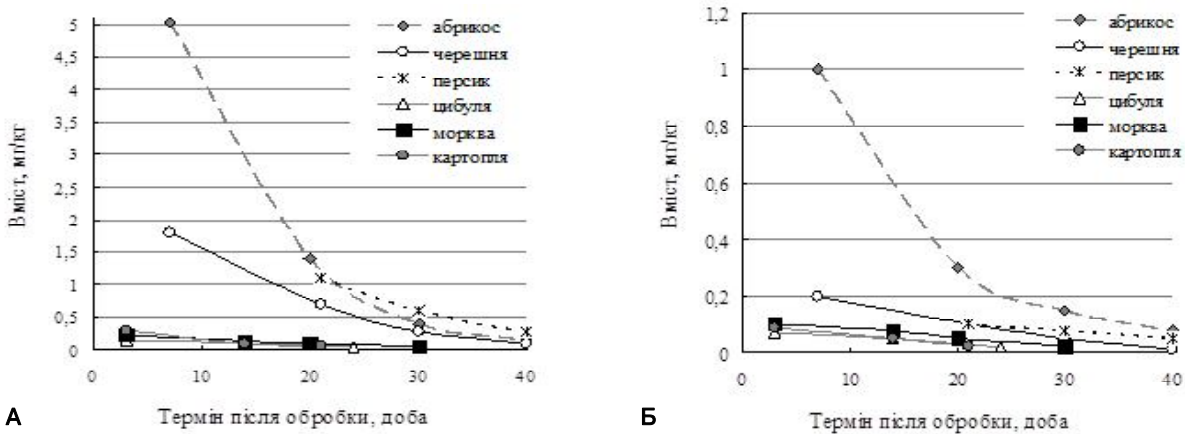 5
4,5
4
3,5
3
2,5
2
1,5
1
0,5
0
Вміст, мг/кг
абрикос
черешня
персик
цибуля
морква
картопля
0 10 20 30 40
Термін після обробки, доба
А
1,2
1
0,8
0,6
0,4
0,2
0
Вміст, мг/кг
абрикос
черешня
персик
цибуля
морква
картопля
0 10 20 30 40
Термін після обробки, доба
Б